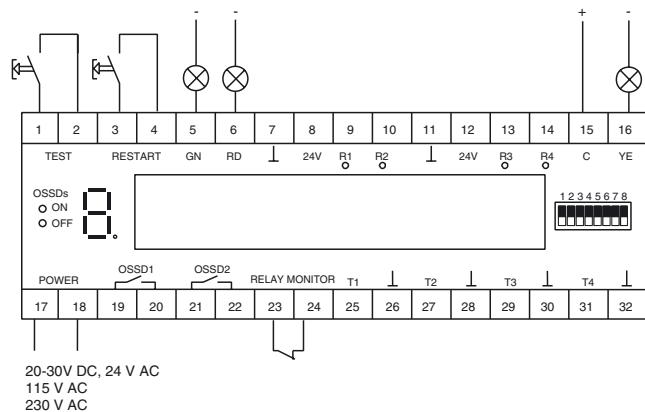 - - + -
1 2 3 4 5 6 7 8 9 10 11 12 13 14 15 16
TEST RESTART GN RD 24V R1 R2 24V R3 R4 C YE
OSSDs
ON
OFF
8.
1 2 3 4 5 6 7 8
POWER OSSD1 OSSD2 RELAY MONITOR T1 T2 T3 T4
17 18 19 20 21 22 23 24 25 26 27 28 29 30 31 32
20-30V DC, 24 V AC
115 V AC
230 V AC